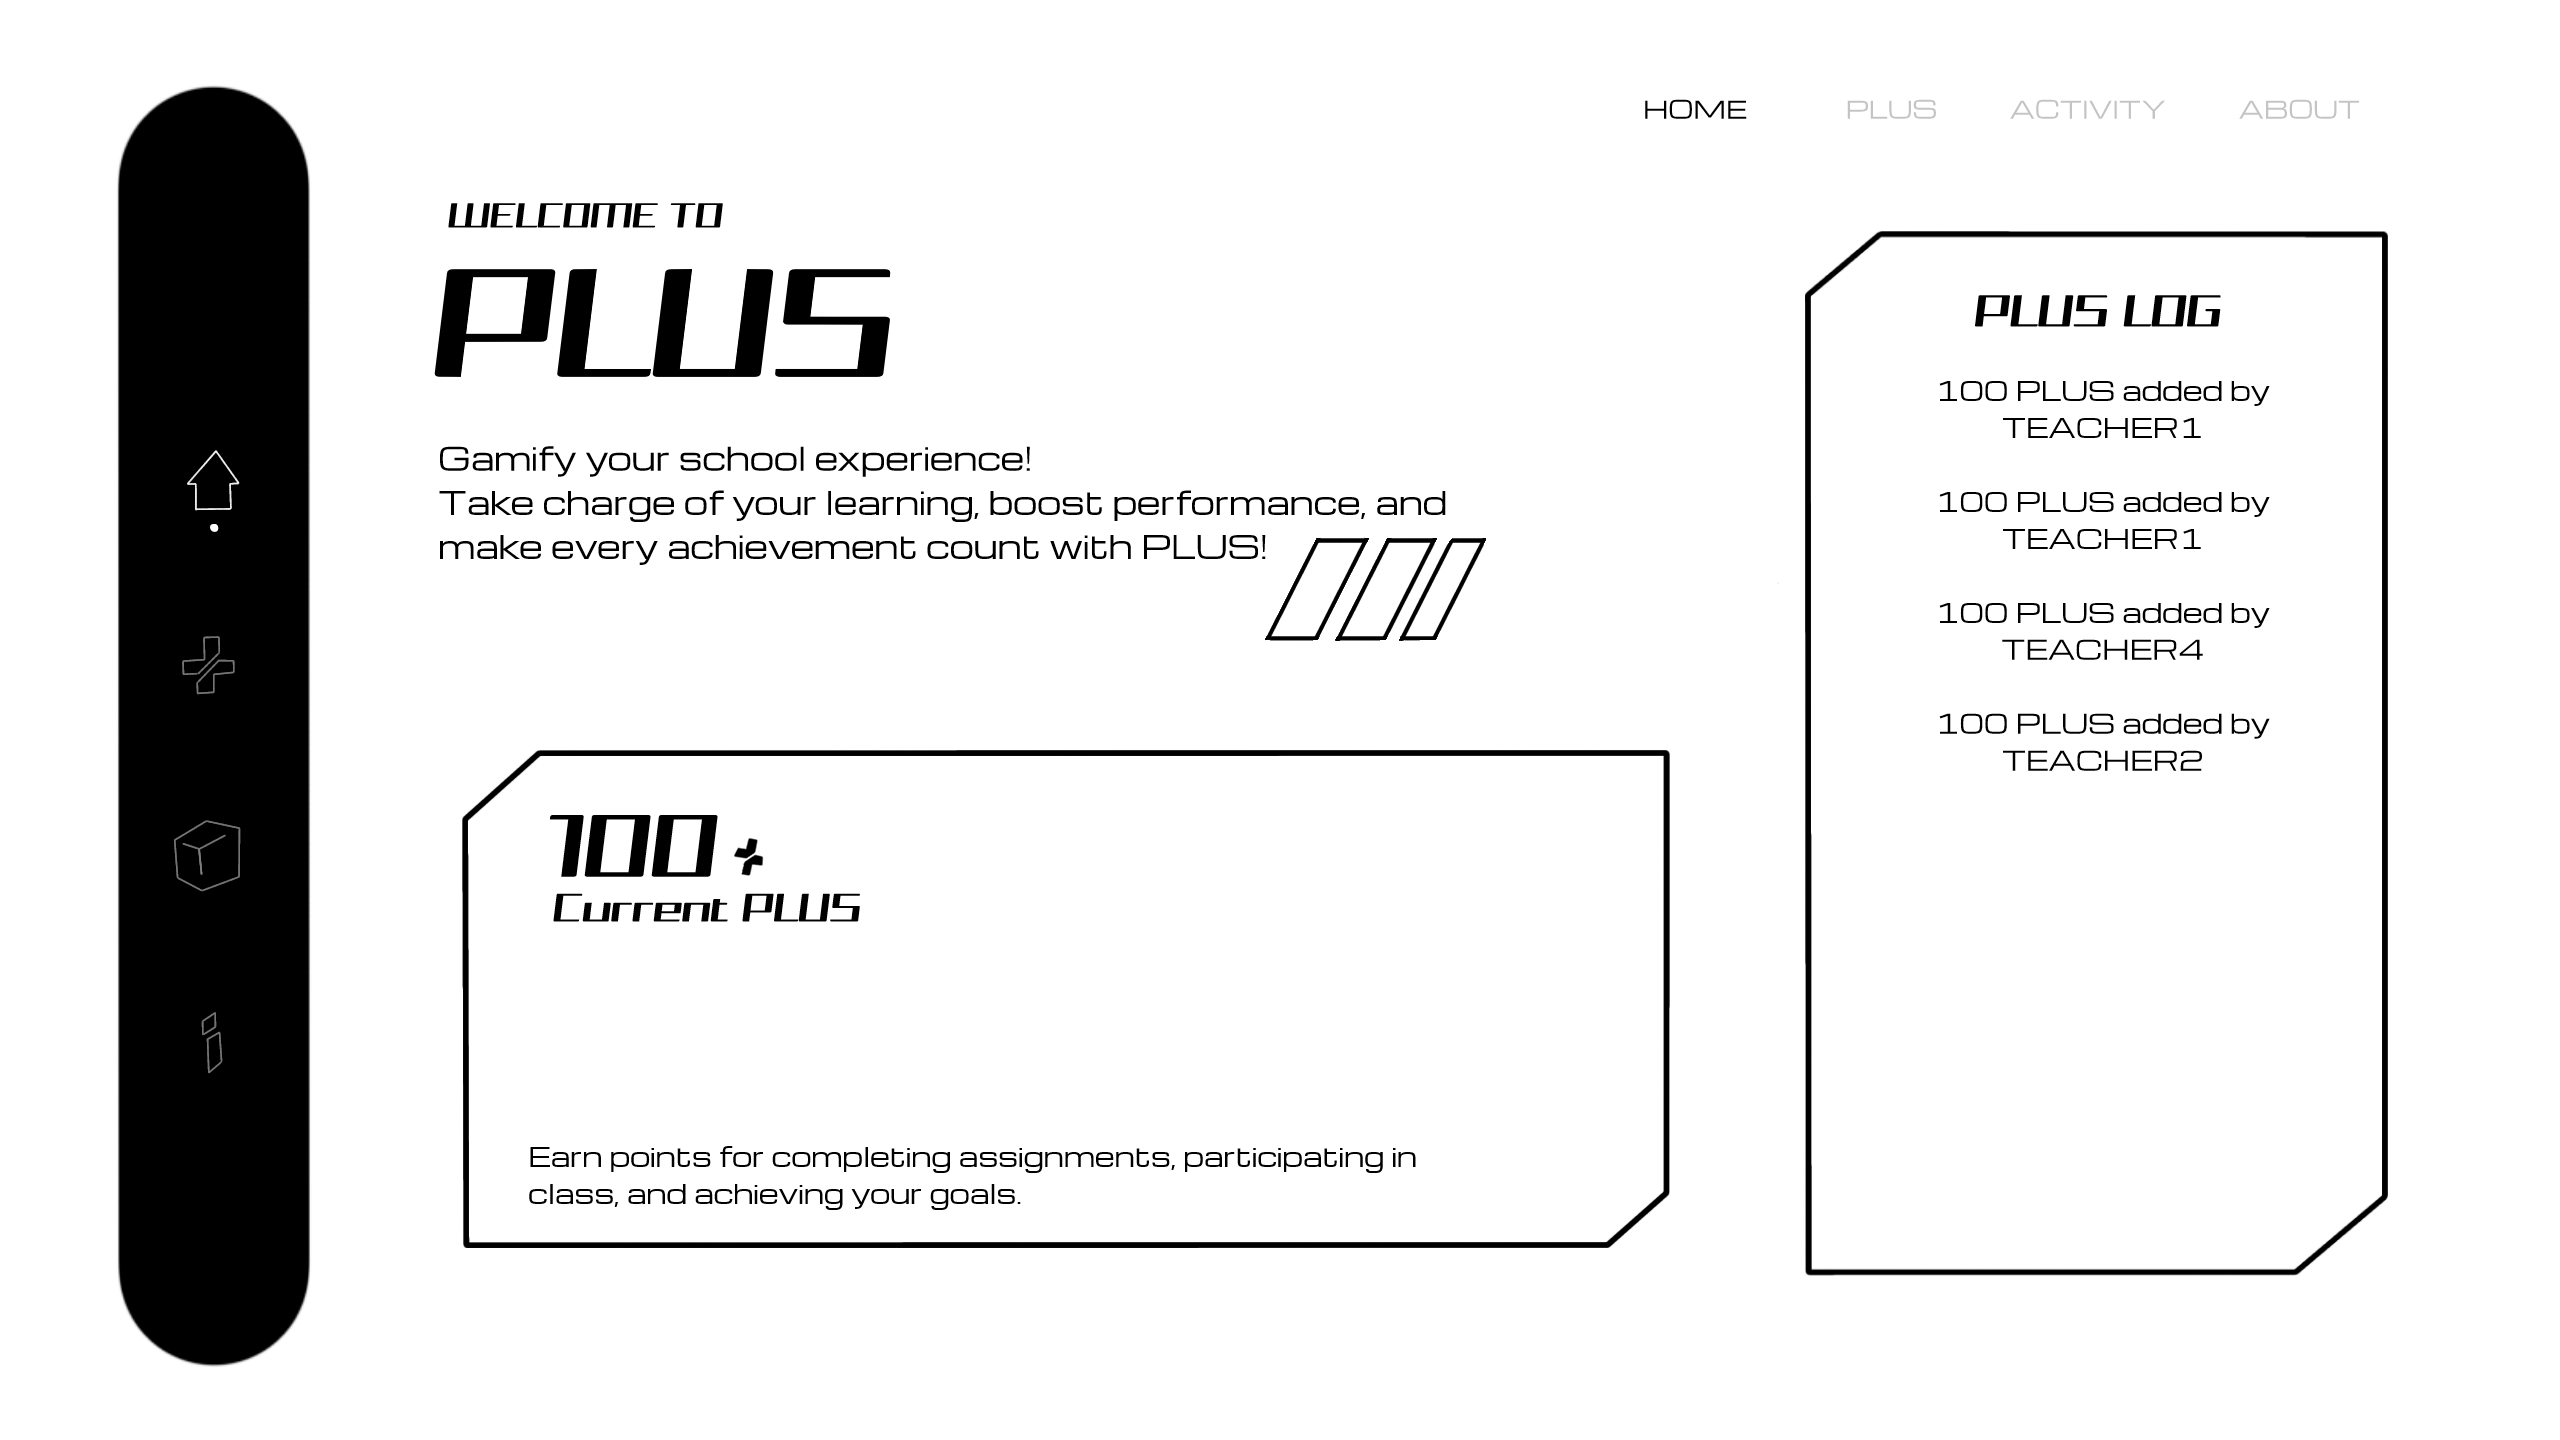 HOME PLUS ACTIVITY ABOUT
WELCOME TO
PLUS
Gamify your school experience!
Take charge of your learning, boost performance, and
make every achievement count with PLUS!
100 +
Current PLUS
Earn points for completing assignments, participating in
class, and achieving your goals.
PLUS LOG
100 PLUS added by
TEACHER1
100 PLUS added by
TEACHER1
100 PLUS added by
TEACHER4
100 PLUS added by
TEACHER2